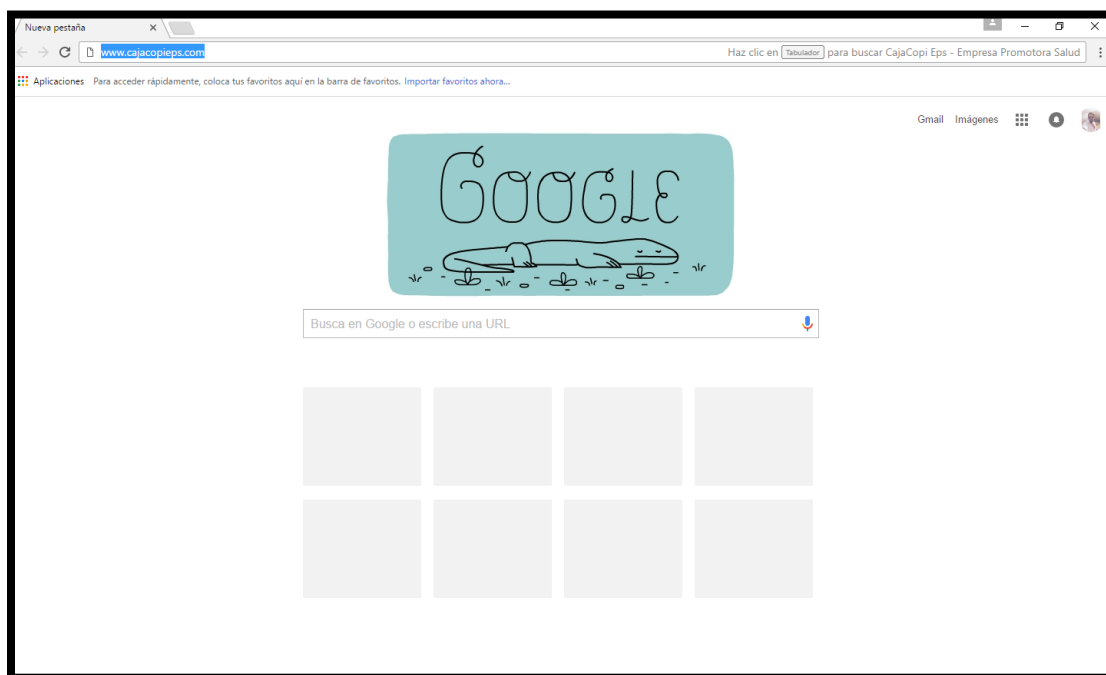 Nueva pestaña
www.cajacopieps.com
Haz clic en Tabulador para buscar CajaCopi Eps - Empresa Promotora Salud
Aplicaciones Para acceder rápidamente, coloca tus favoritos aquí en la barra de favoritos. Importar favoritos ahora...
Gmail Imágenes
GOOGLE
Busca en Google o escribe una URL